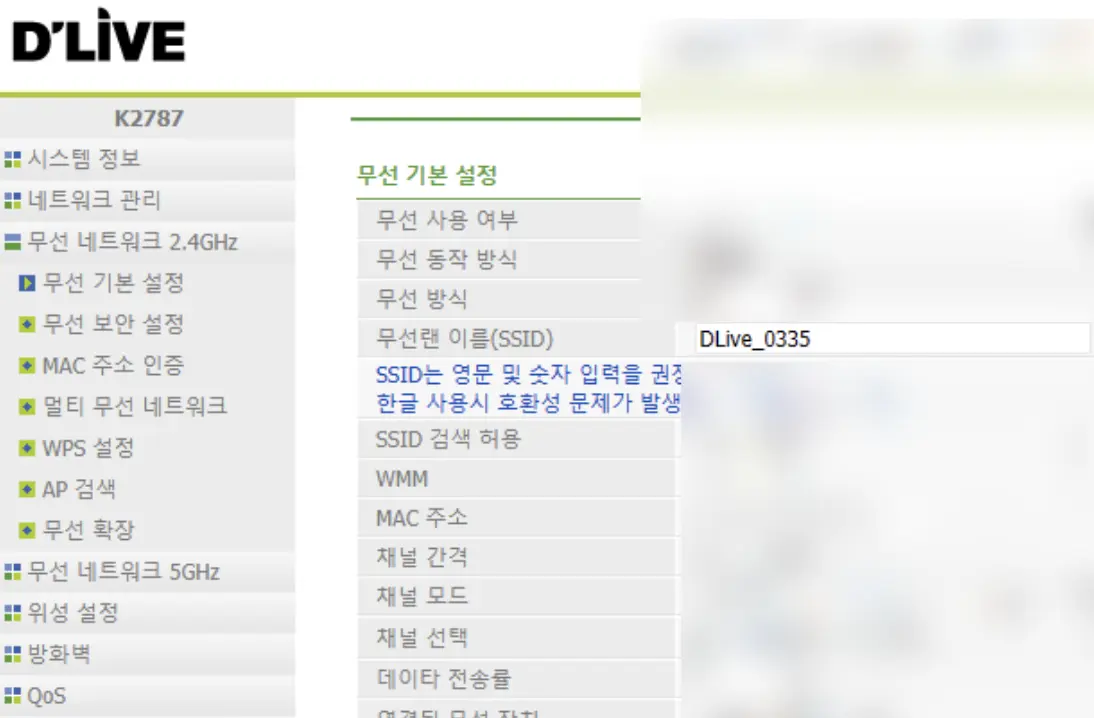 D'LIVE
K2787
시스템 정보
네트워크 관리
무선 네트워크 2.4GHz
무선 기본 설정
무선 보안 설정
MAC 주소 인증
멀티 무선 네트워크
WPS 설정
AP 검색
무선 확장
무선 네트워크 5GHz
위성 설정
방화벽
QoS
무선 기본 설정
무선 사용 여부
무선 동작 방식
무선 방식
무선랜 이름(SSID) DLive_0335
SSID는 영문 및 숫자 입력을 권장
한글 사용시 호환성 문제가 발생
SSID 검색 허용
WMM
MAC 주소
채널 간격
채널 모드
채널 선택
데이타 전송률